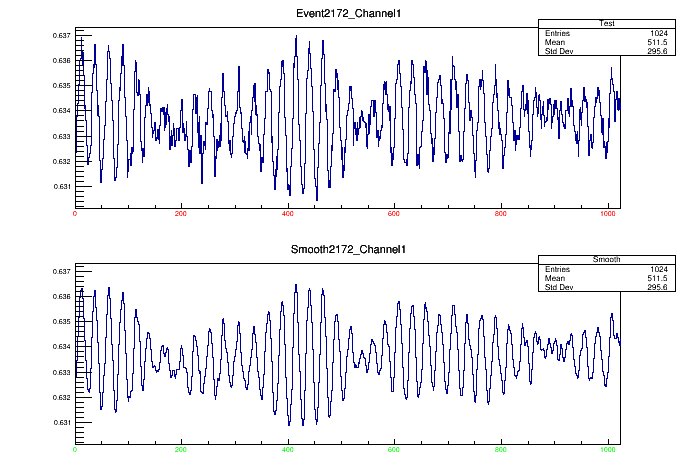 Event2172_Channel1
Test
Entries 1024
Mean 511.5
Std Dev 295.6
0.637
0.636
0.635
0.634
0.633
0.632
0.631
0 200 400 600 800 1000
Smooth2172_Channel1
Smooth
Entries 1024
Mean 511.5
Std Dev 295.6
0.637
0.636
0.635
0.634
0.633
0.632
0.631
0 200 400 600 800 1000